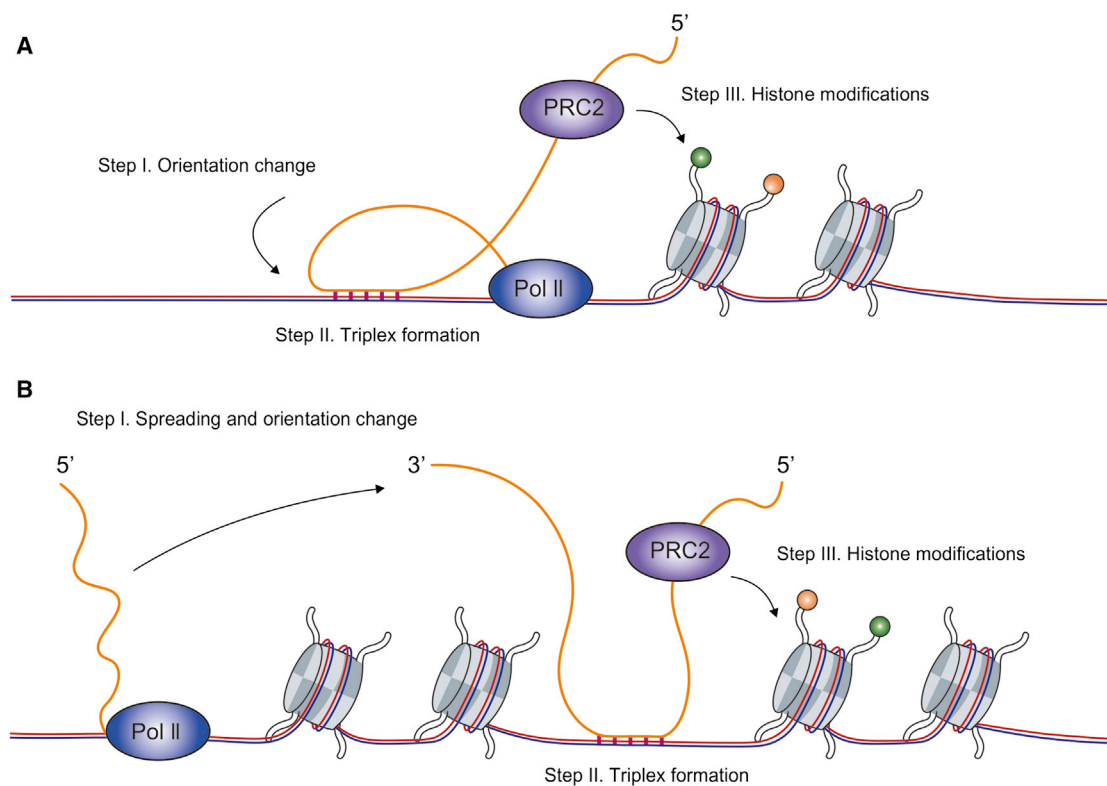 A
5’
PRC2
Step III. Histone modifications
Step I. Orientation change
Pol II
Step II. Triplex formation
B
Step I. Spreading and orientation change
5’
3’
5’
PRC2
Step III. Histone modifications
Pol II
Step II. Triplex formation